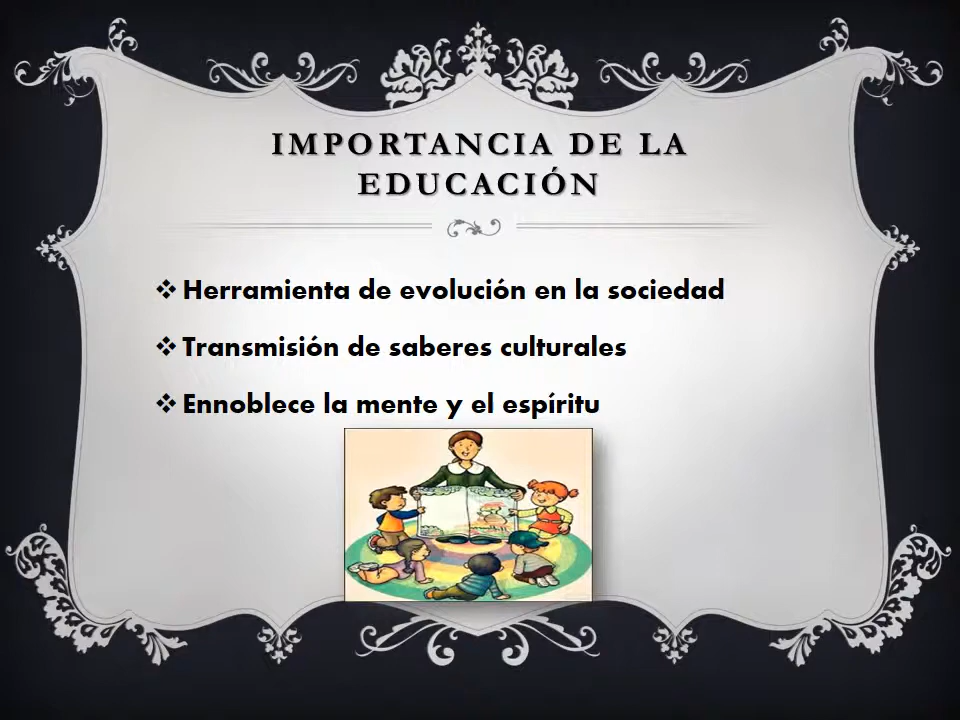 IMPORTANCIA DE LA
EDUCACIÓN
❖ Herramienta de evolución en la sociedad
❖ Transmisión de saberes culturales
❖ Ennoblece la mente y el espíritu